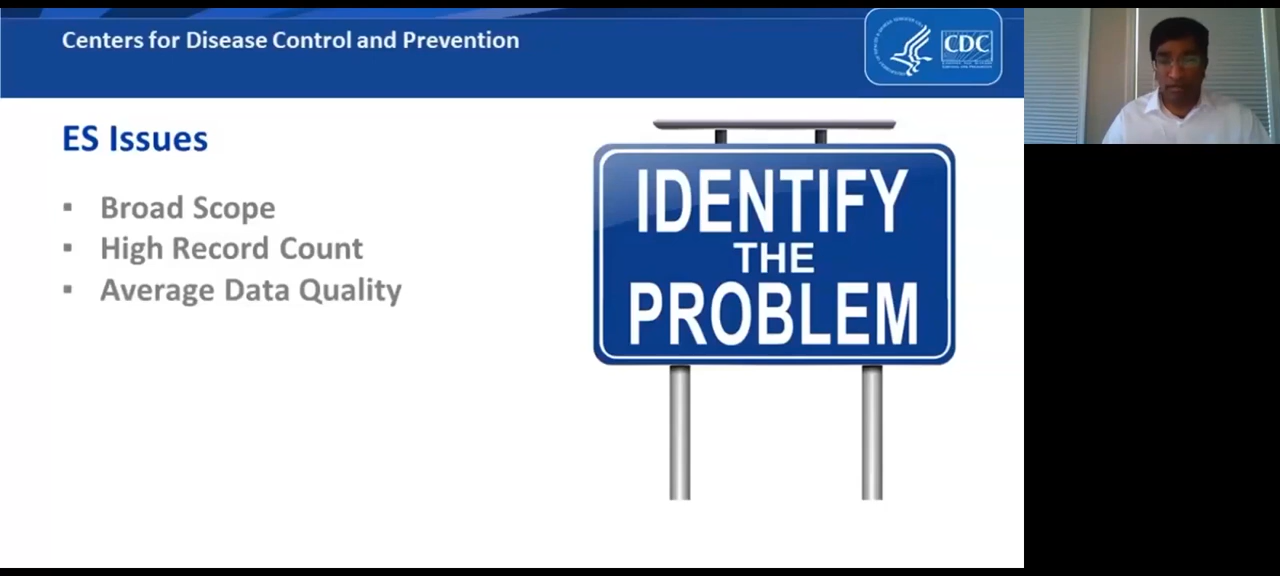 Centers for Disease Control and Prevention
CDC
ES Issues
▪ Broad Scope
▪ High Record Count
▪ Average Data Quality
IDENTIFY
THE
PROBLEM